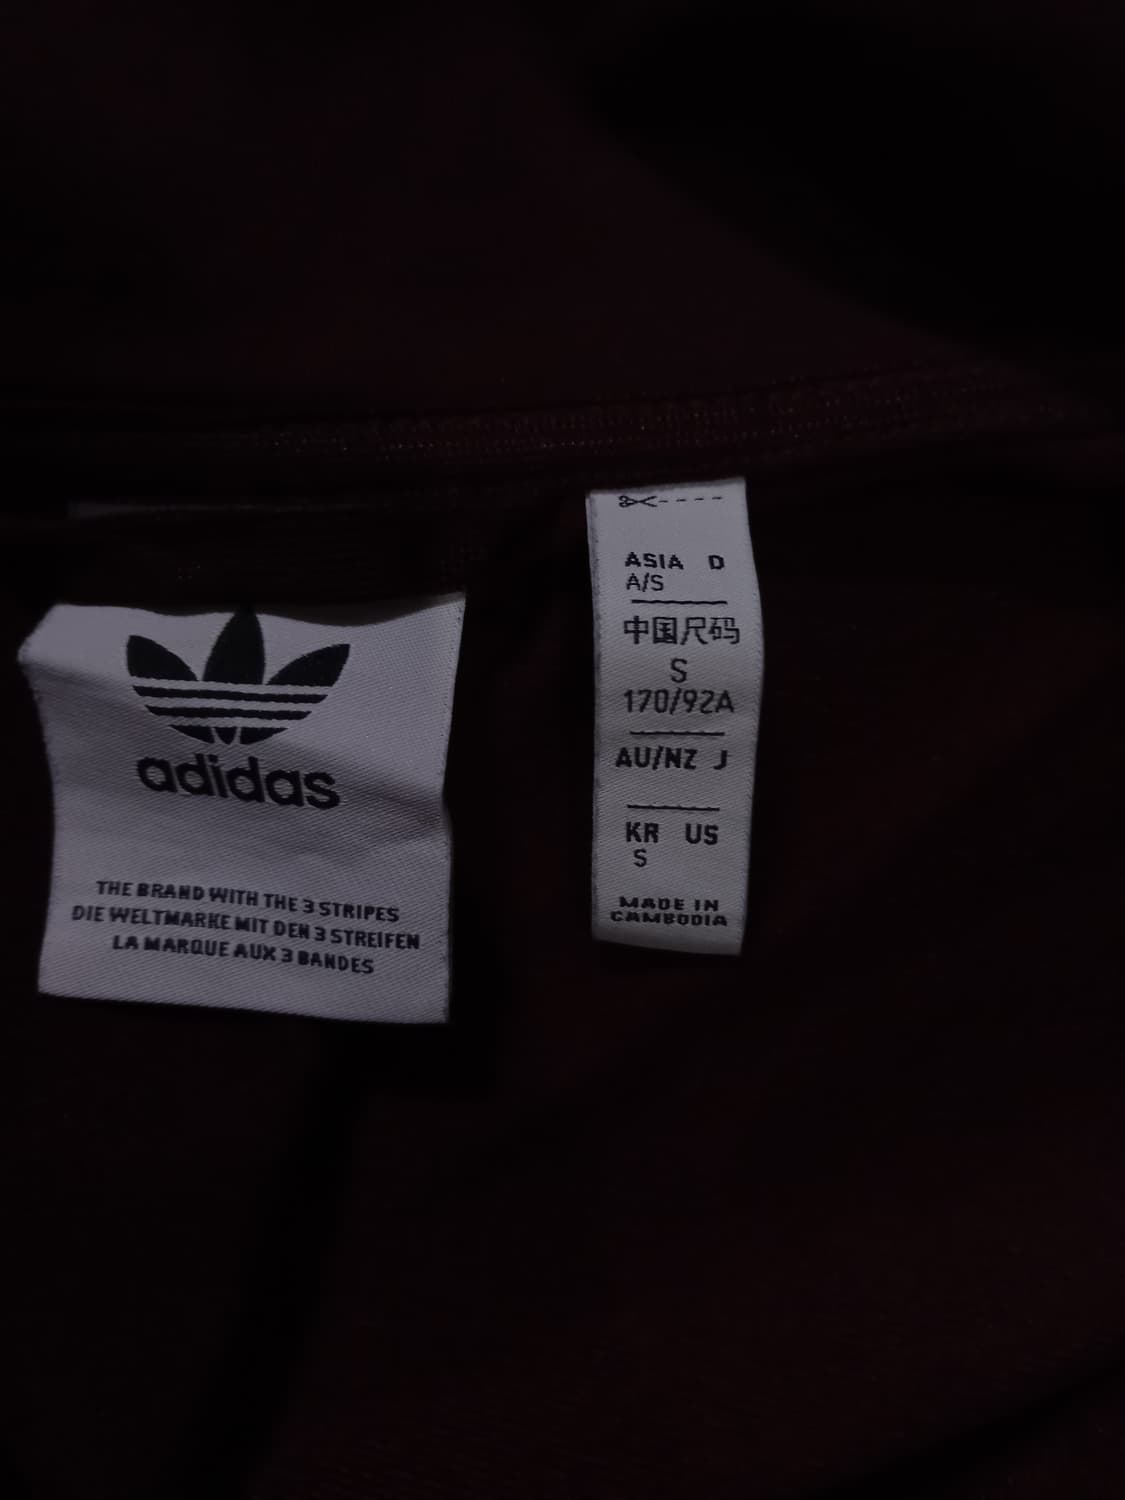 adidas
THE BRAND WITH THE 3 STRIPES
DIE WELTMARKE MIT DEN 3 STREIFEN
LA MARQUE AUX 3 BANDES
ASIA D
A/S
中国尺码
S
170/92A
AU/NZ J
KR US
S
MADE IN
CAMBODIA